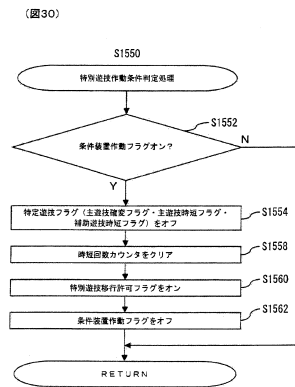 (図30)
S1550
特別遊技作動条件判定処理
S1552
条件装置作動フラグオン?
N
Y
S1554
特定遊技フラグ(主遊技確変フラグ・主遊技時短フラグ・
補助遊技時短フラグ)をオフ
S1558
時短回数カウンタをクリア
S1560
特別遊技移行許可フラグをオン
S1562
条件装置作動フラグをオフ
RETURN